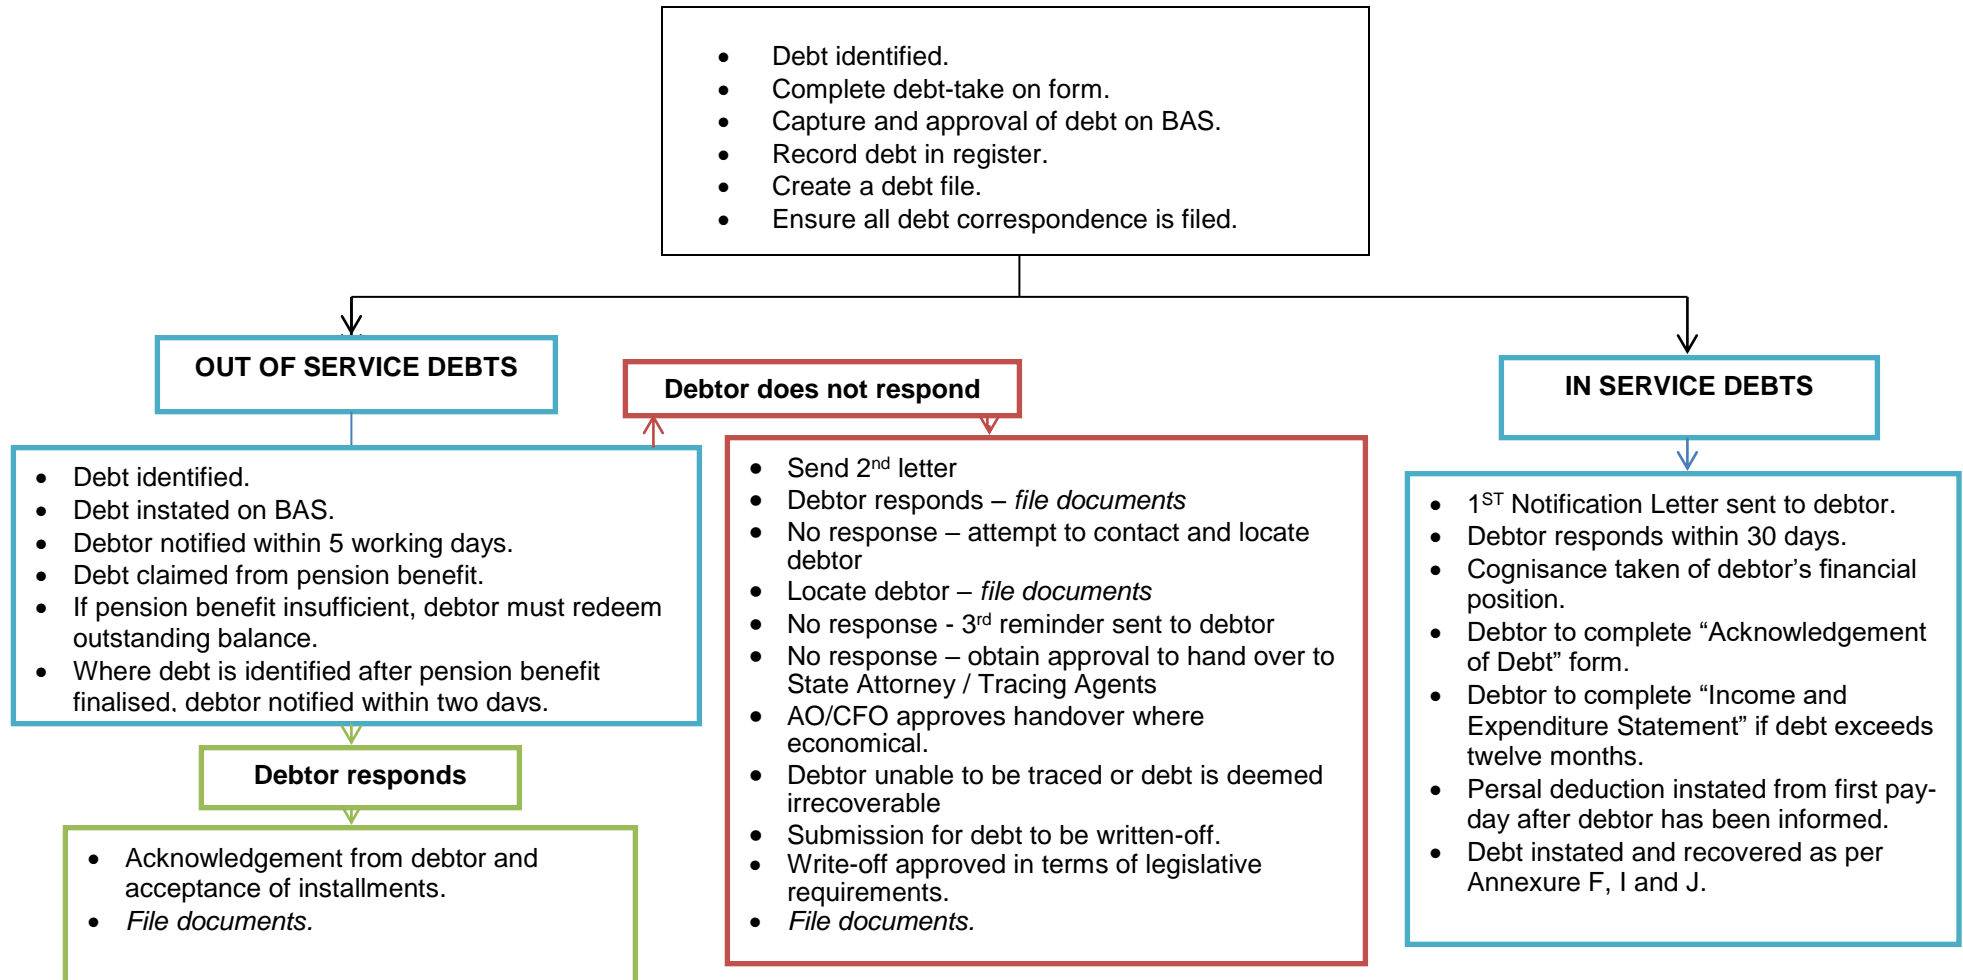 • Debt identified.
• Complete debt-take on form.
• Capture and approval of debt on BAS.
• Record debt in register.
• Create a debt file.
• Ensure all debt correspondence is filed.
OUT OF SERVICE DEBTS
• Debt identified.
• Debt instated on BAS.
• Debtor notified within 5 working days.
• Debt claimed from pension benefit.
• If pension benefit insufficient, debtor must redeem
outstanding balance.
• Where debt is identified after pension benefit
finalised, debtor notified within two days.
Debtor responds
• Acknowledgement from debtor and
acceptance of installments.
• File documents.
Debtor does not respond
• Send 2nd letter
• Debtor responds – file documents
• No response – attempt to contact and locate
debtor
• Locate debtor – file documents
• No response - 3rd reminder sent to debtor
• No response – obtain approval to hand over to
State Attorney / Tracing Agents
• AO/CFO approves handover where
economical.
• Debtor unable to be traced or debt is deemed
irrecoverable
• Submission for debt to be written-off.
• Write-off approved in terms of legislative
requirements.
• File documents.
IN SERVICE DEBTS
• 1ST Notification Letter sent to debtor.
• Debtor responds within 30 days.
• Cognisance taken of debtor’s financial
position.
• Debtor to complete “Acknowledgement
of Debt” form.
• Debtor to complete “Income and
Expenditure Statement” if debt exceeds
twelve months.
• Persal deduction instated from first pay-
day after debtor has been informed.
• Debt instated and recovered as per
Annexure F, I and J.